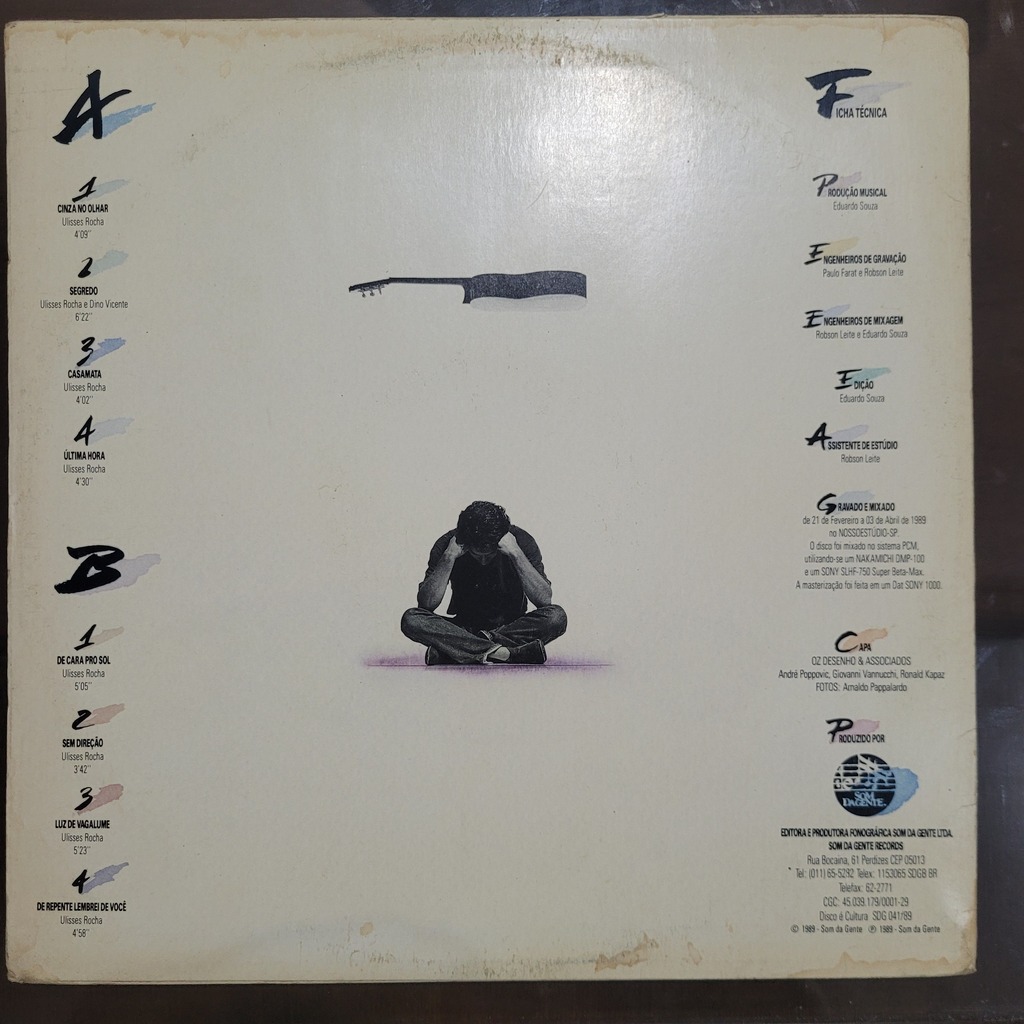 A
1
CINZA NO OLHAR
Ulisses Rocha
4'09''
2
SEGREDO
Ulisses Rocha e Dino Vicente
6'22''
3
CASAMATA
Ulisses Rocha
4'02''
4
ÚLTIMA HORA
Ulisses Rocha
4'30''
B
1
DE CARA PRO SOL
Ulisses Rocha
5'05''
2
SEM DIREÇÃO
Ulisses Rocha
3'42''
3
LUZ DE VAGALUME
Ulisses Rocha
5'23''
4
DE REPENTE LEMBREI DE VOCÊ
Ulisses Rocha
4'58''
FICHA TÉCNICA
PRODUÇÃO MUSICAL
Eduardo Souza
ENGENHEIROS DE GRAVAÇÃO
Paulo Farat e Robson Leite
ENGENHEIROS DE MIXAGEM
Robson Leite e Eduardo Souza
EDIÇÃO
Eduardo Souza
ASSISTENTE DE ESTÚDIO
Robson Leite
GRAVADO E MIXADO
de 21 de Fevereiro a 03 de Abril de 1989
no NOSSOESTÚDIO-SP.
O disco foi mixado no sistema PCM,
utilizando-se um NAKAMICHI DMP-100
e um SONY SLHF-750 Super Beta-Max.
A masterização foi feita em um Dat SONY 1000.
CAPA
OZ DESENHO & ASSOCIADOS
André Poppovic, Giovanni Vannucchi, Ronald Kapaz
FOTOS: Arnaldo Pappalardo
PRODUZIDO POR
SOM
DA GENTE
EDITORA E PRODUTORA FONOGRÁFICA SOM DA GENTE LTDA.
SOM DA GENTE RECORDS
Rua Bocaina, 61 Perdizes CEP 05013
Tel: (011) 65-5292 Telex: 1153065 SDGB BR
Telefax: 62-2771
CGC: 45.039.179/0001-29
Disco é Cultura SDG 041/89
© 1989 - Som da Gente ℗ 1989 - Som da Gente